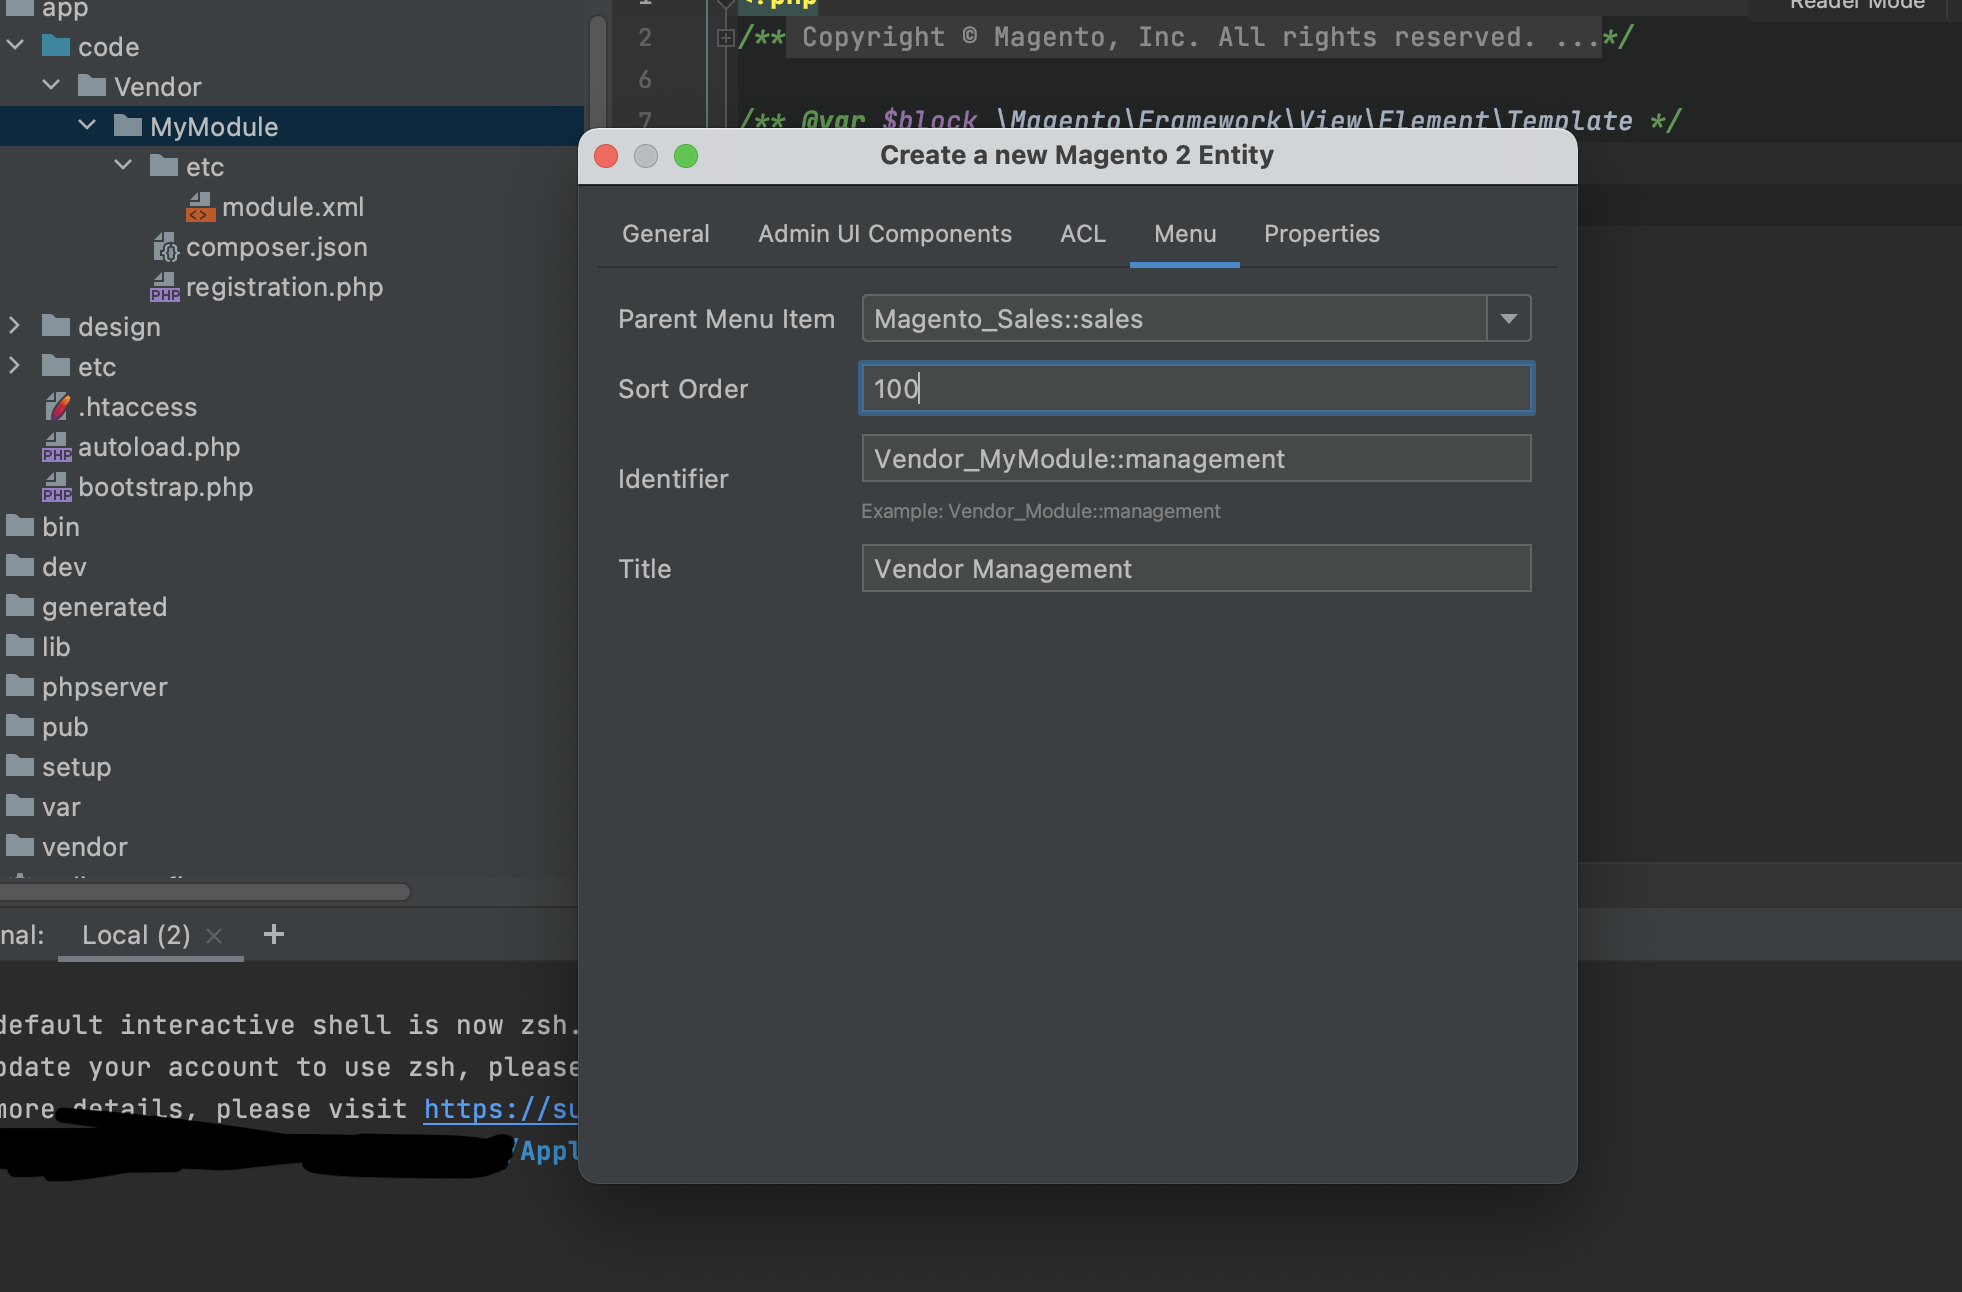 app
code
Vendor
MyModule
etc
module.xml
composer.json
registration.php
design
etc
.htaccess
autoload.php
bootstrap.php
bin
dev
generated
lib
phpserver
pub
setup
var
vendor
1 <?php
2 /** Copyright © Magento, Inc. All rights reserved. ...*/
6
7 /** @var $block \Magento\Framework\View\Element\Template */
Reader Mode
Create a new Magento 2 Entity
General Admin UI Components ACL Menu Properties
Parent Menu Item Magento_Sales::sales
Sort Order 100
Identifier Vendor_MyModule::management
Example: Vendor_Module::management
Title Vendor Management
nal: Local (2) × +
default interactive shell is now zsh.
pdate your account to use zsh, please
more details, please visit https://su
/Appl